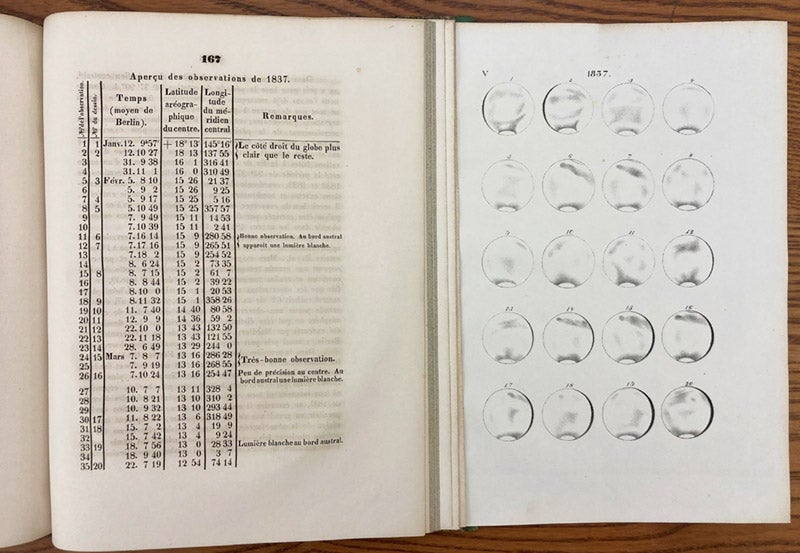 167
Aperçu des observations de 1837.
No de l'observation. No du dessin. Temps (moyen de Berlin). Latitude aréographique du centre. Longitude du méridien central Remarques.
1 1 Janv. 12. 9h57' + 18° 13' 145°16' Le côté droit du globe plus
2 2 12.10 27 18 13 137 55 clair que le reste.
3 31. 9 38 16 1 316 41
4 31.11 1 16 0 310 49
5 3 Févr. 5. 8 10 15 26 21 37
6 5. 9 2 15 26 9 25
7 4 5. 9 17 15 25 5 16
8 5 5.10 49 15 25 357 57
9 7. 9 49 15 11 14 53
10 7.10 39 15 11 2 41
11 6 7.16 14 15 9 280 58 Bonne observation. Au bord austral
12 7 7.17 16 15 9 265 51 apparoit une lumière blanche.
13 7.18 2 15 9 254 52
14 8. 6 24 15 2 73 35
15 8 8. 7 15 15 2 61 7
16 8. 8 44 15 2 39 22
17 8.10 0 15 1 20 53
18 9 8.11 32 15 1 358 26
19 10 11. 7 40 14 40 80 58
20 11 12. 9 9 14 36 59 2
21 12 22.10 0 13 43 132 50
22 13 22.11 18 13 43 121 55
23 14 28. 6 49 13 29 244 0
24 15 Mars 7. 8 7 13 16 286 28 Très-bonne observation.
25 7. 9 19 13 16 268 55
26 16 7.10 24 13 16 254 47 Peu de précision au centre. Au
bord austral une lumière blanche.
27 10. 7 7 13 11 328 4
28 10. 8 21 13 10 310 2
29 10. 9 32 13 10 293 44
30 17 11. 8 22 13 6 318 49
31 18 15. 7 2 13 4 19 9
32 15. 7 42 13 4 9 24
33 19 18. 7 56 13 0 28 33 Lumière blanche au bord austral.
34 18. 9 40 13 0 3 7
35 20 22. 7 19 12 54 74 14
V 1837.
1 2 3 4
5 6 7 8
9 10 11 12
13 14 15 16
17 18 19 20